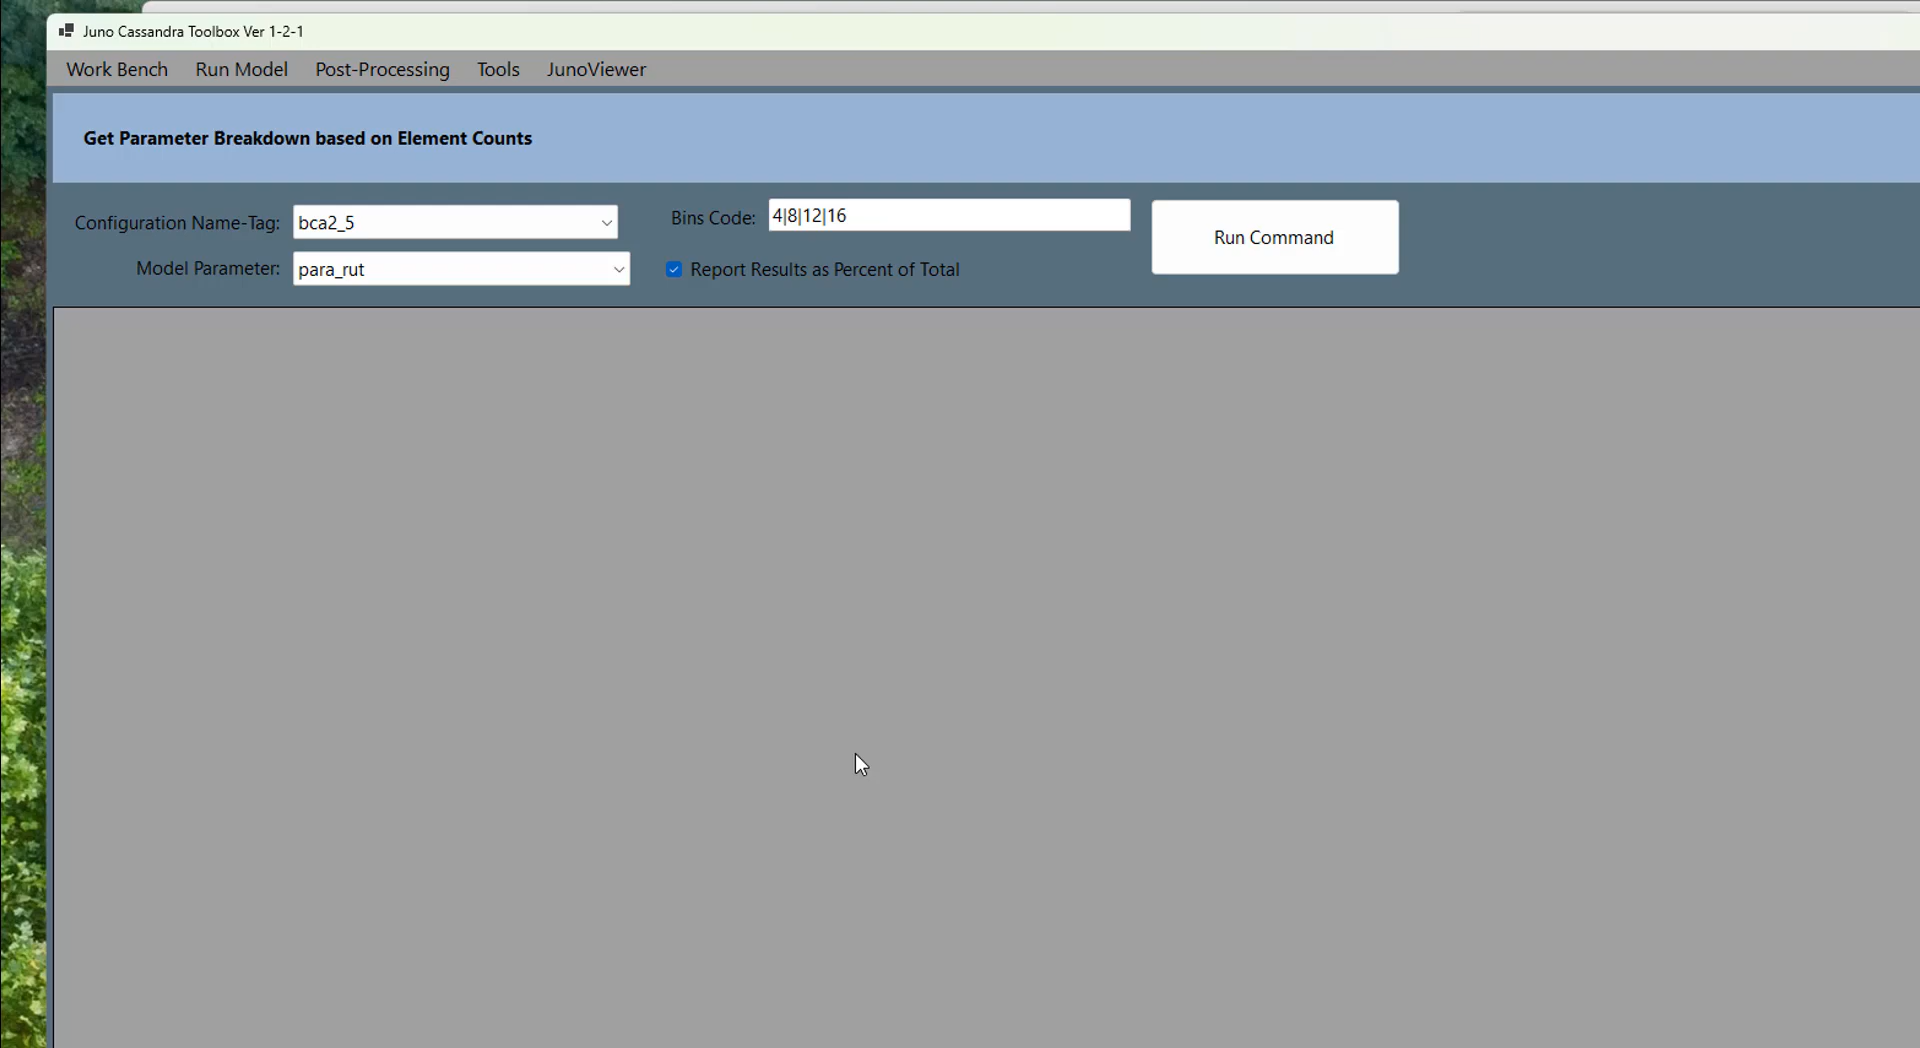 Juno Cassandra Toolbox Ver 1-2-1
Work Bench Run Model Post-Processing Tools JunoViewer
Get Parameter Breakdown based on Element Counts
Configuration Name-Tag: bca2_5 Bins Code: 4|8|12|16 Run Command
Model Parameter: para_rut Report Results as Percent of Total